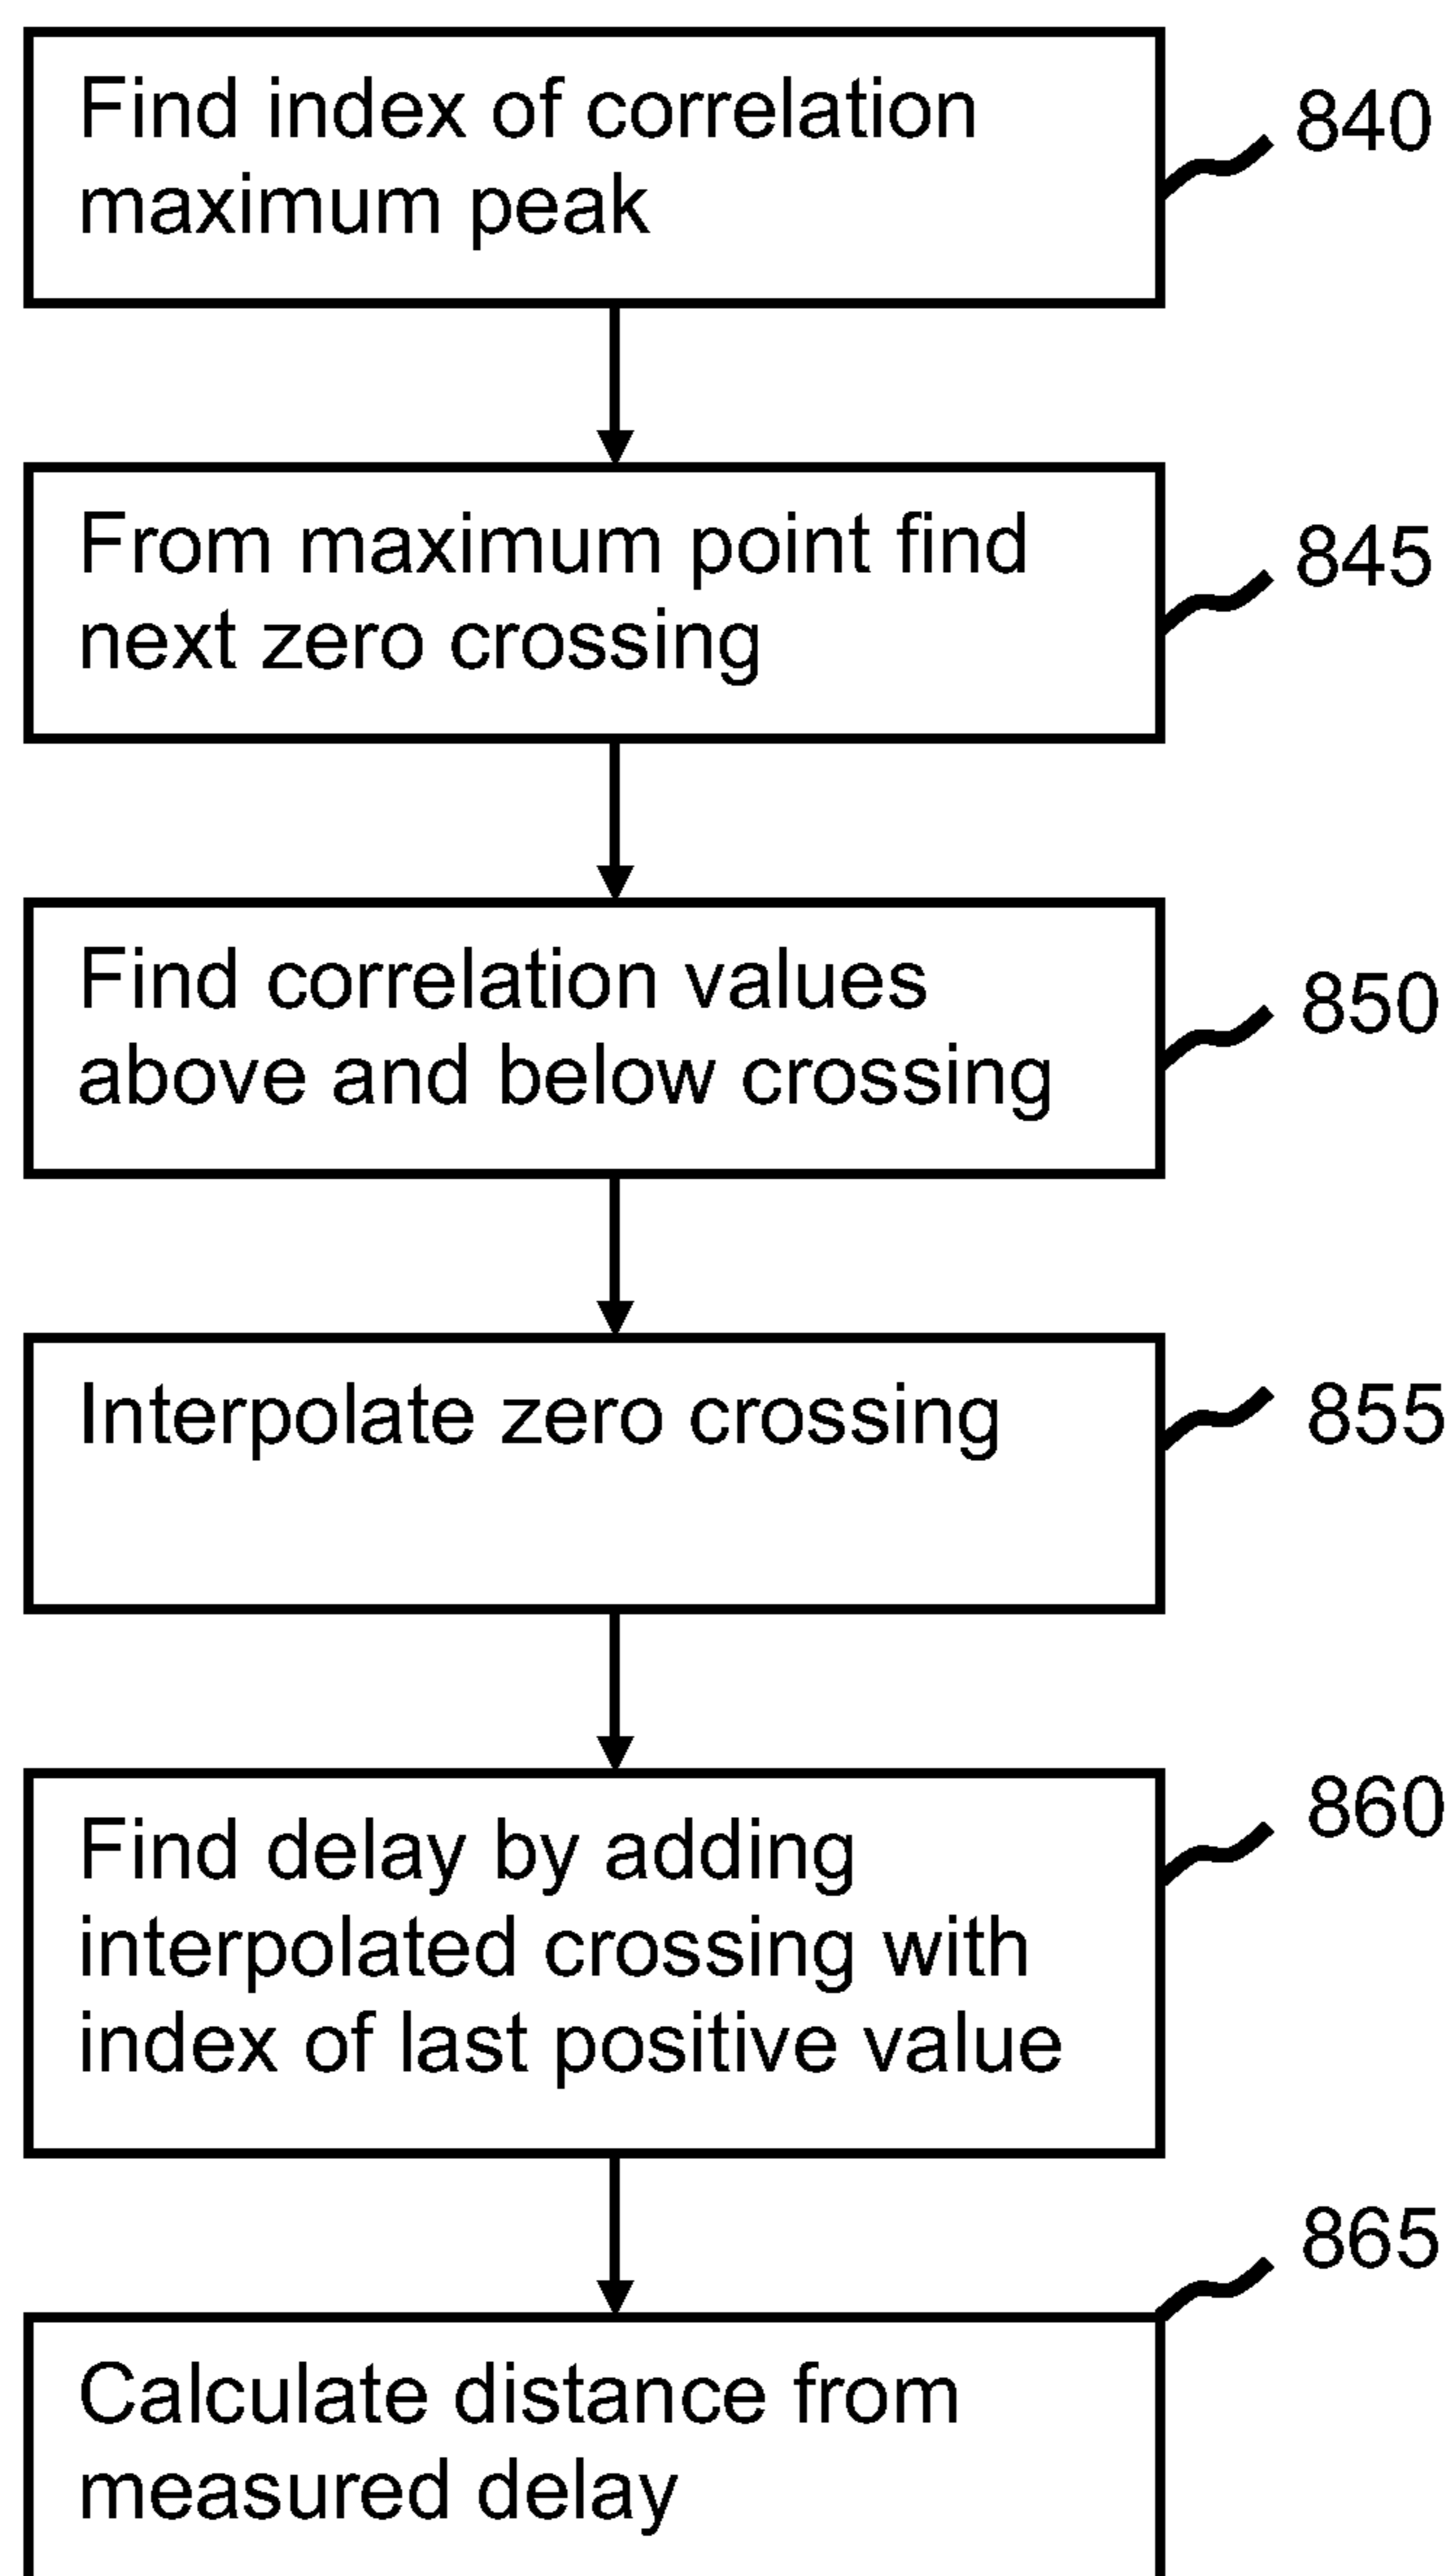 Find index of correlation
maximum peak
840
From maximum point find
next zero crossing
845
Find correlation values
above and below crossing
850
Interpolate zero crossing
855
Find delay by adding
interpolated crossing with
index of last positive value
860
Calculate distance from
measured delay
865